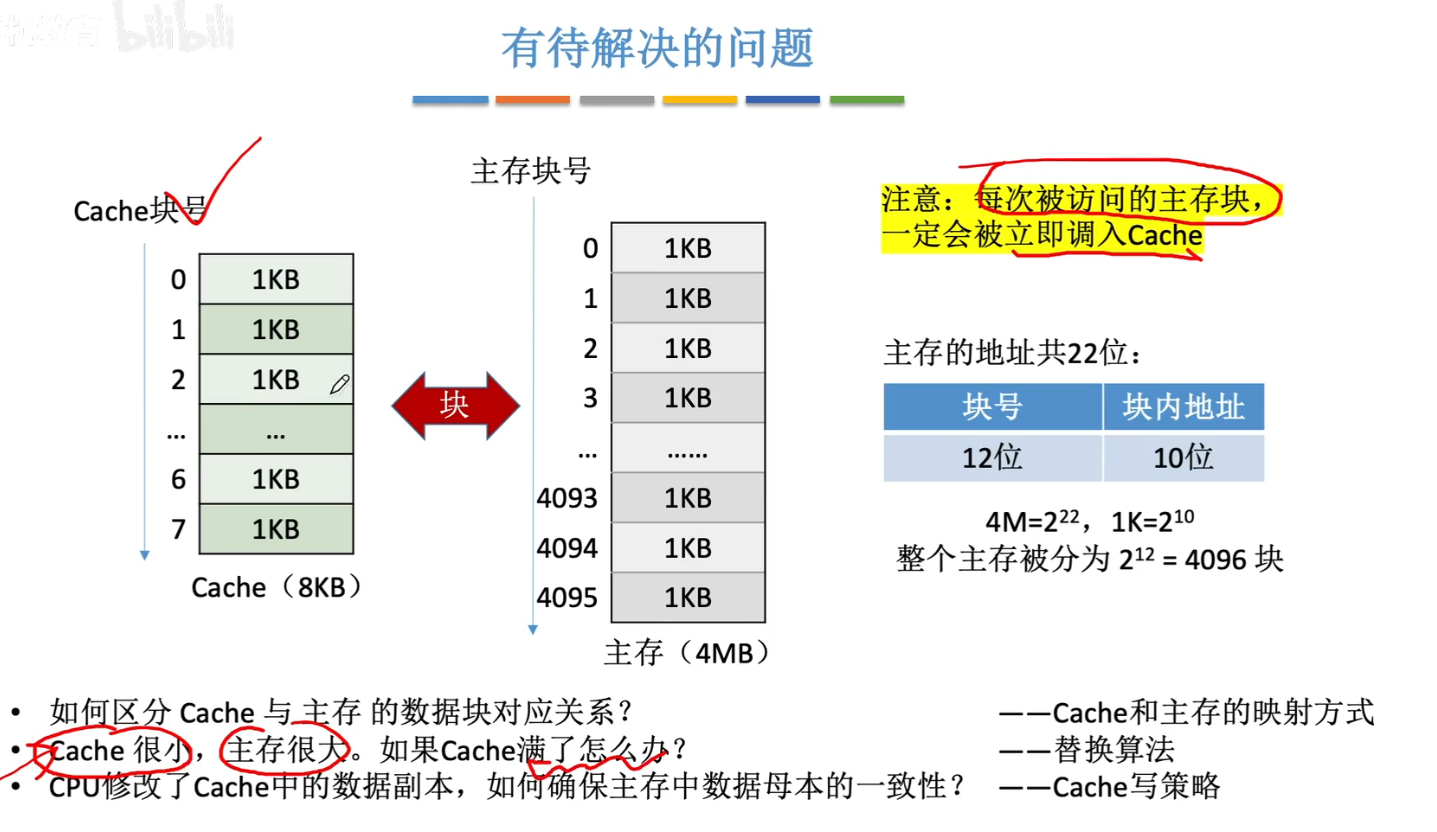 bilibili
有待解决的问题
Cache块号
0 1KB
1 1KB
2 1KB
... ...
6 1KB
7 1KB
Cache（8KB）
块
主存块号
0 1KB
1 1KB
2 1KB
3 1KB
... ……
4093 1KB
4094 1KB
4095 1KB
主存（4MB）
注意：每次被访问的主存块，
一定会被立即调入Cache
主存的地址共22位：
块号 块内地址
12位 10位
4M=2²²，1K=2¹⁰
整个主存被分为 2¹² = 4096 块
• 如何区分 Cache 与 主存 的数据块对应关系？ ——Cache和主存的映射方式
• Cache 很小，主存很大。如果Cache满了怎么办？ ——替换算法
• CPU修改了Cache中的数据副本，如何确保主存中数据母本的一致性？ ——Cache写策略